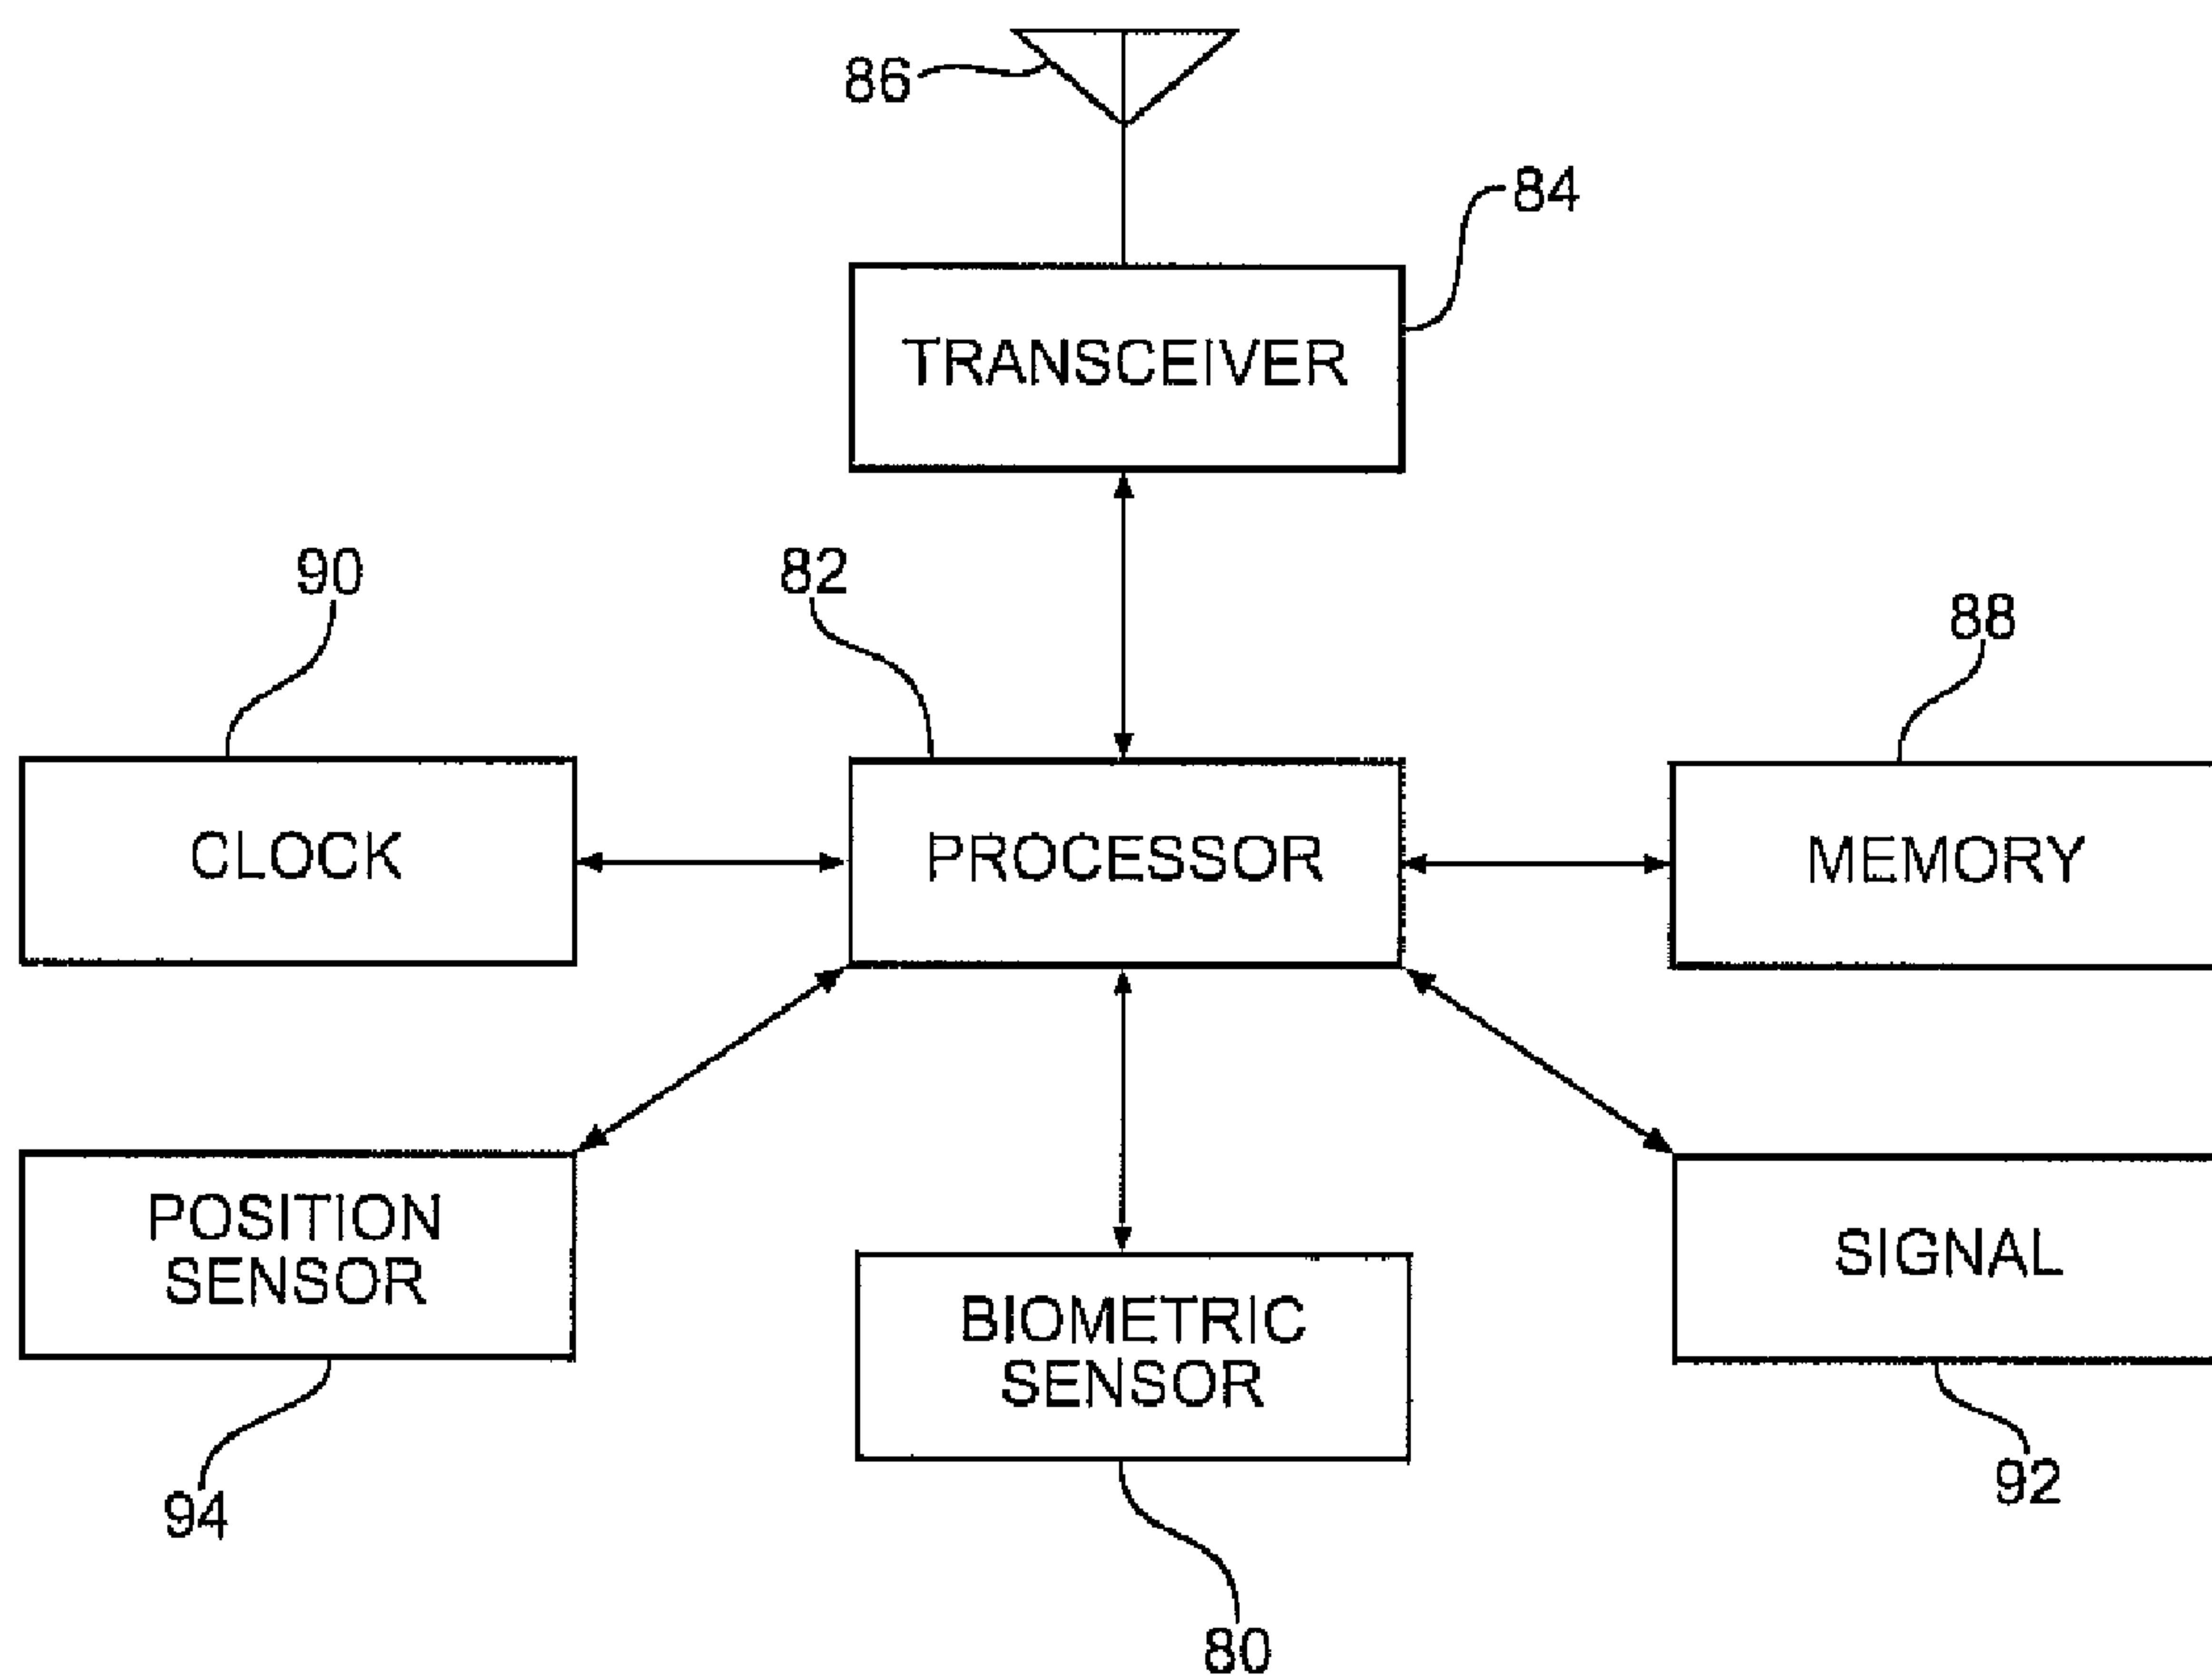 86
84
TRANSCEIVER
90
82
88
CLOCK
PROCESSOR
MEMORY
POSITION
SENSOR
BIOMETRIC
SENSOR
SIGNAL
94
92
80